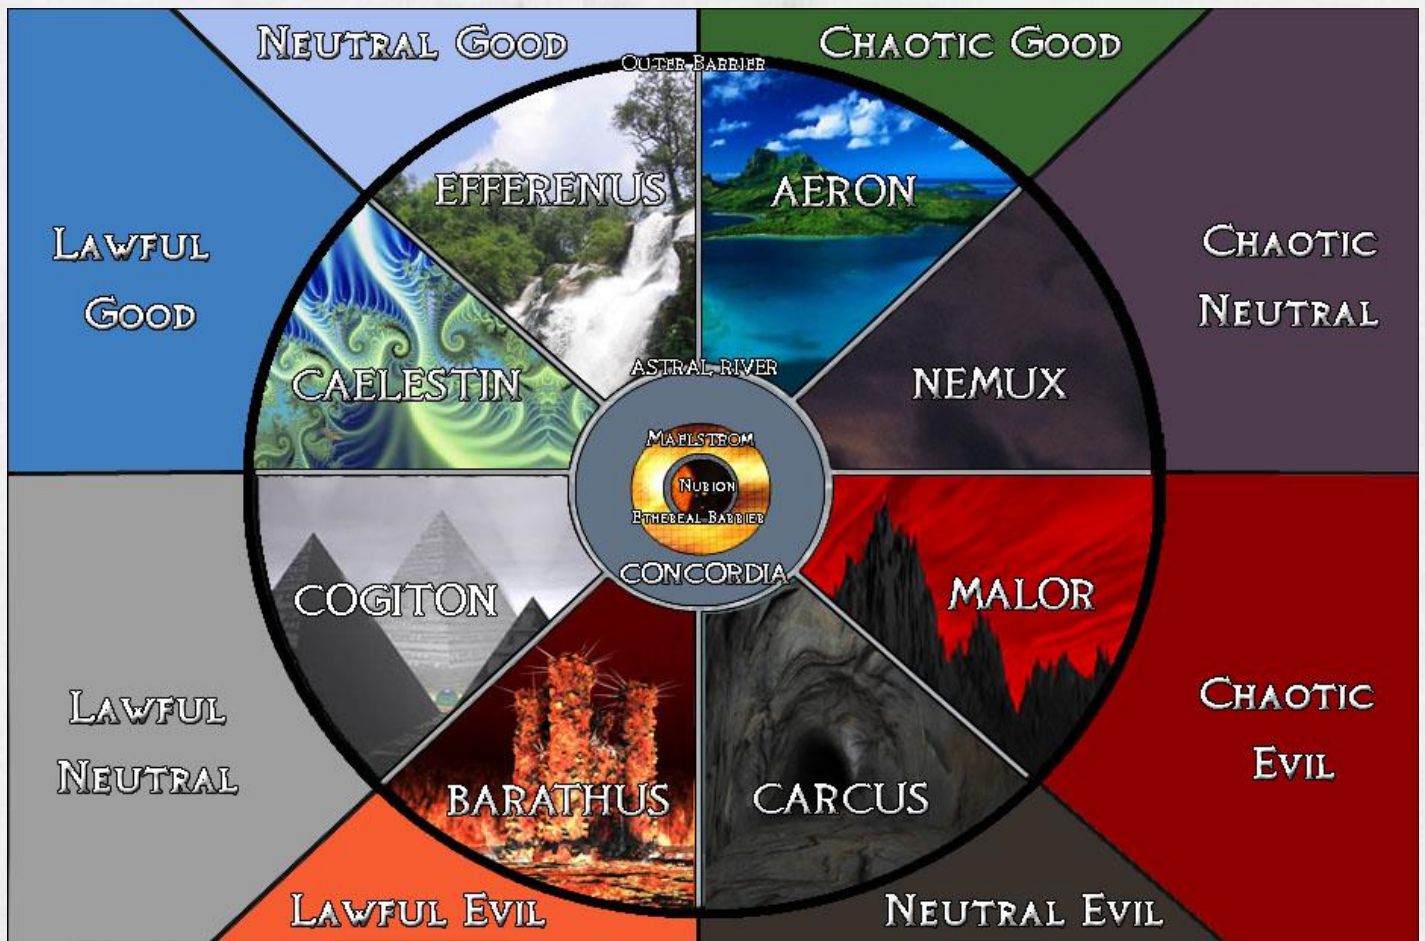 Neutral Good
Chaotic Good
Outer Barrier
EFFERENUS
AERON
Lawful
Good
Chaotic
Neutral
ASTRAL RIVER
CAELESTIN
NEMUX
Maelstrom
Nubion
Ethereal Barrier
CONCORDIA
COGITON
MALOR
Lawful
Neutral
Chaotic
Evil
BARATHUS
CARCUS
Lawful Evil
Neutral Evil